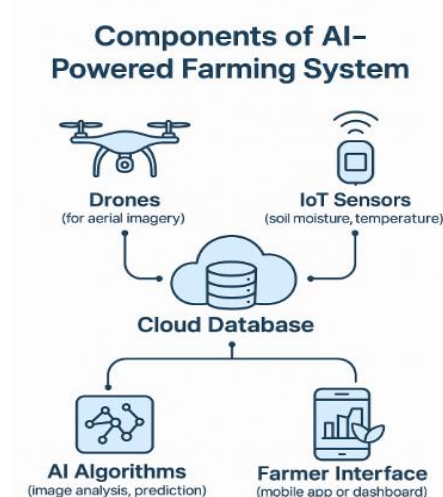 Components of AI-
Powered Farming System
Drones
(for aerial imagery)
IoT Sensors
(soil moisture, temperature)
Cloud Database
AI Algorithms
(image analysis, prediction)
Farmer Interface
(mobile app or dashboard)